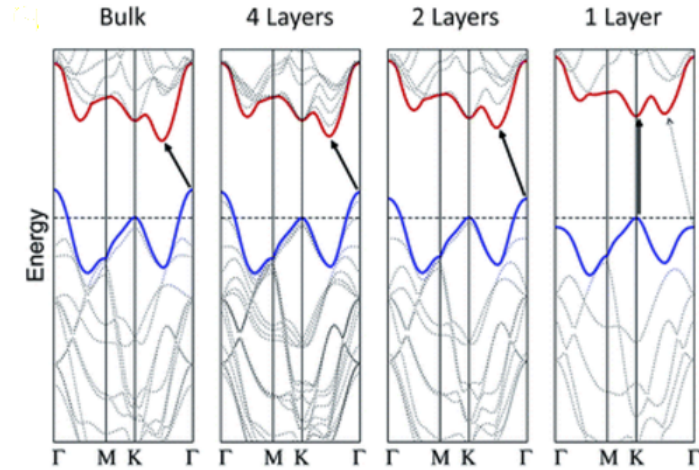 Bulk
4 Layers
2 Layers
1 Layer
Energy
Γ M K Γ
Γ M K Γ
Γ M K Γ
Γ M K Γ